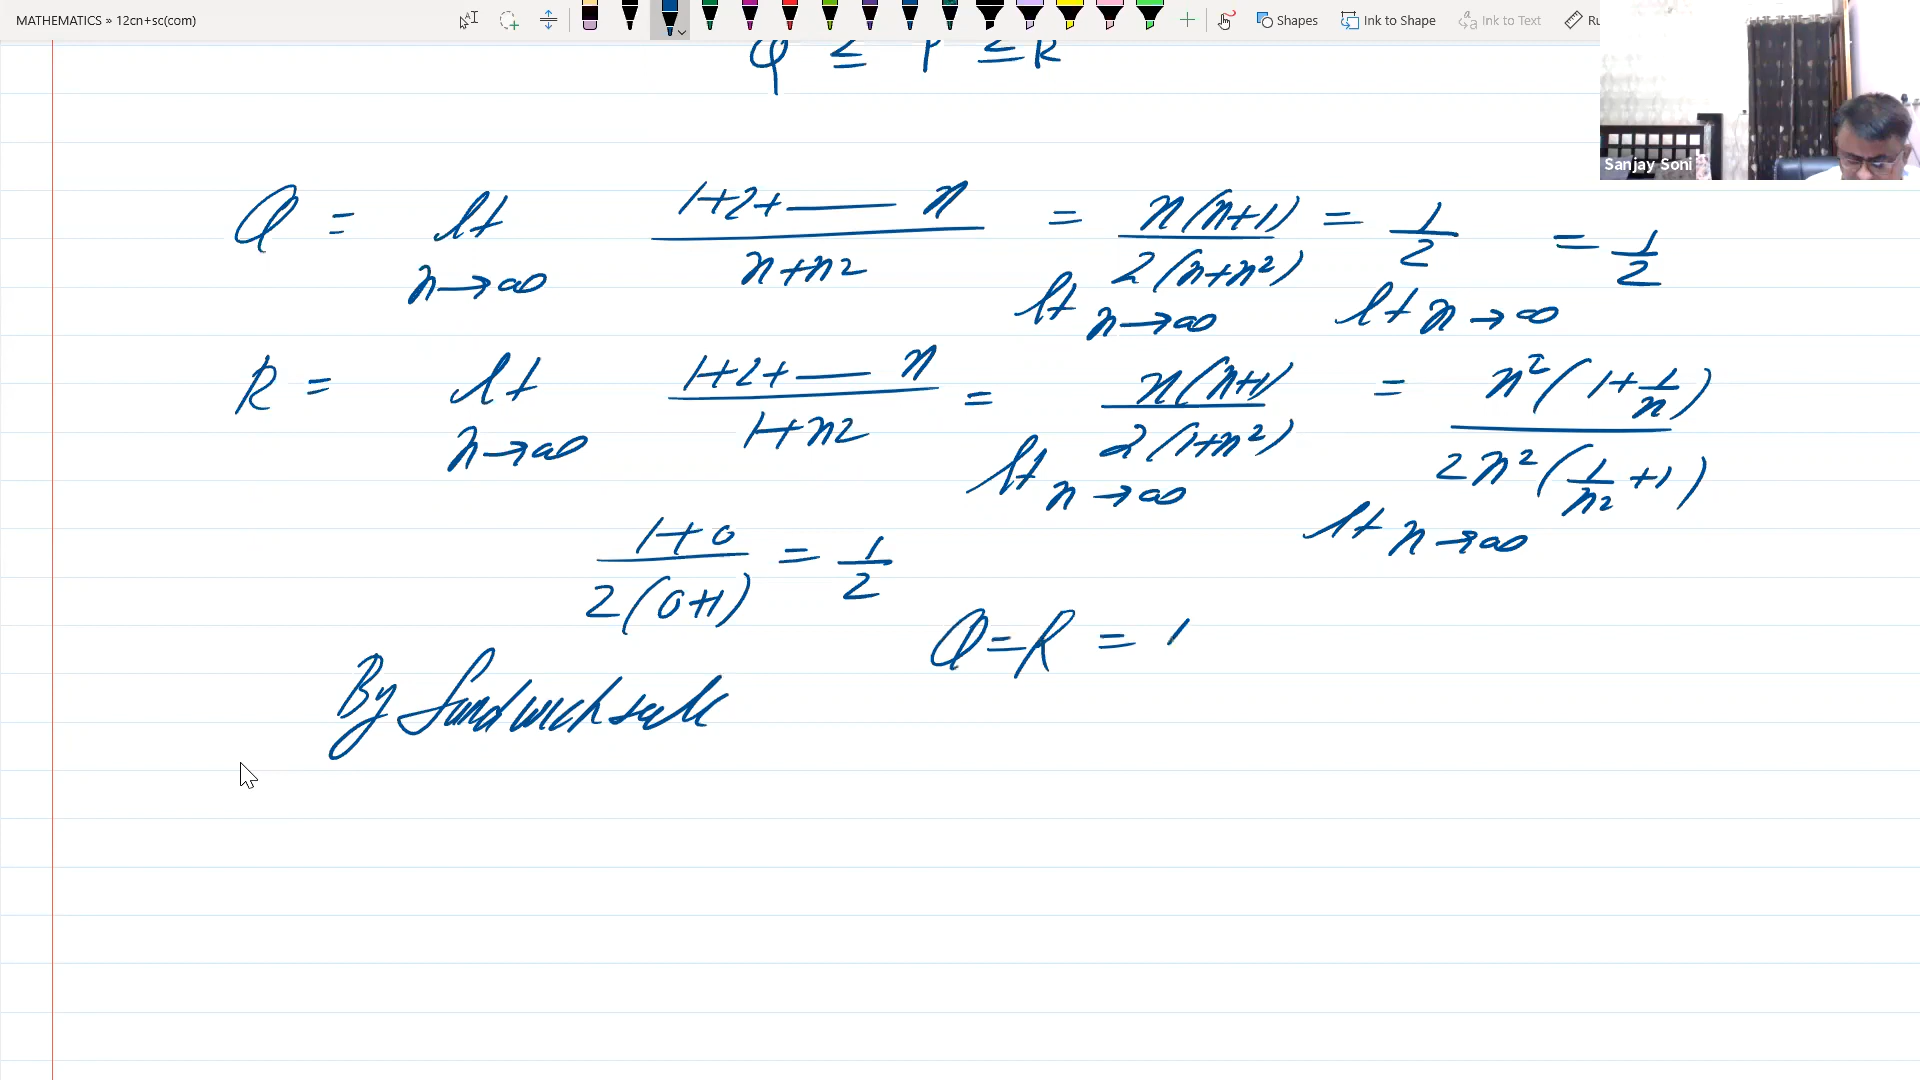 MATHEMATICS » 12cn+sc(com)
Shapes Ink to Shape Ink to Text Ru
Sanjay Soni
Q ≤ P ≤ R
Q = lt n→∞ (1+2+—— n)/(n+n2) = lt n→∞ n(n+1)/2(n+n²) = lt n→∞ 1/2 = 1/2
R = lt n→∞ (1+2+—— n)/(1+n2) = lt n→∞ n(n+1)/2(1+n²) = lt n→∞ n²(1+1/n)/2n²(1/n2+1)
(1+0)/2(0+1) = 1/2
Q=R = 1
By Sandwich rule